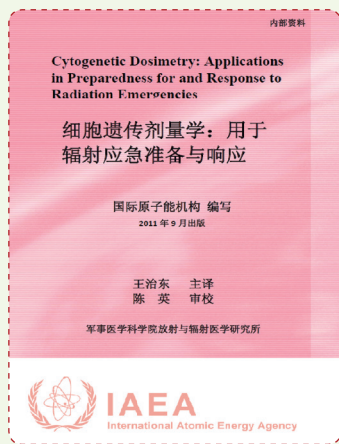 内部资料
Cytogenetic Dosimetry: Applications
in Preparedness for and Response to
Radiation Emergencies
细胞遗传剂量学：用于
辐射应急准备与响应
国际原子能机构 编写
2011 年 9 月出版
王治东 主译
陈 英 审校
军事医学科学院放射与辐射医学研究所
IAEA
International Atomic Energy Agency